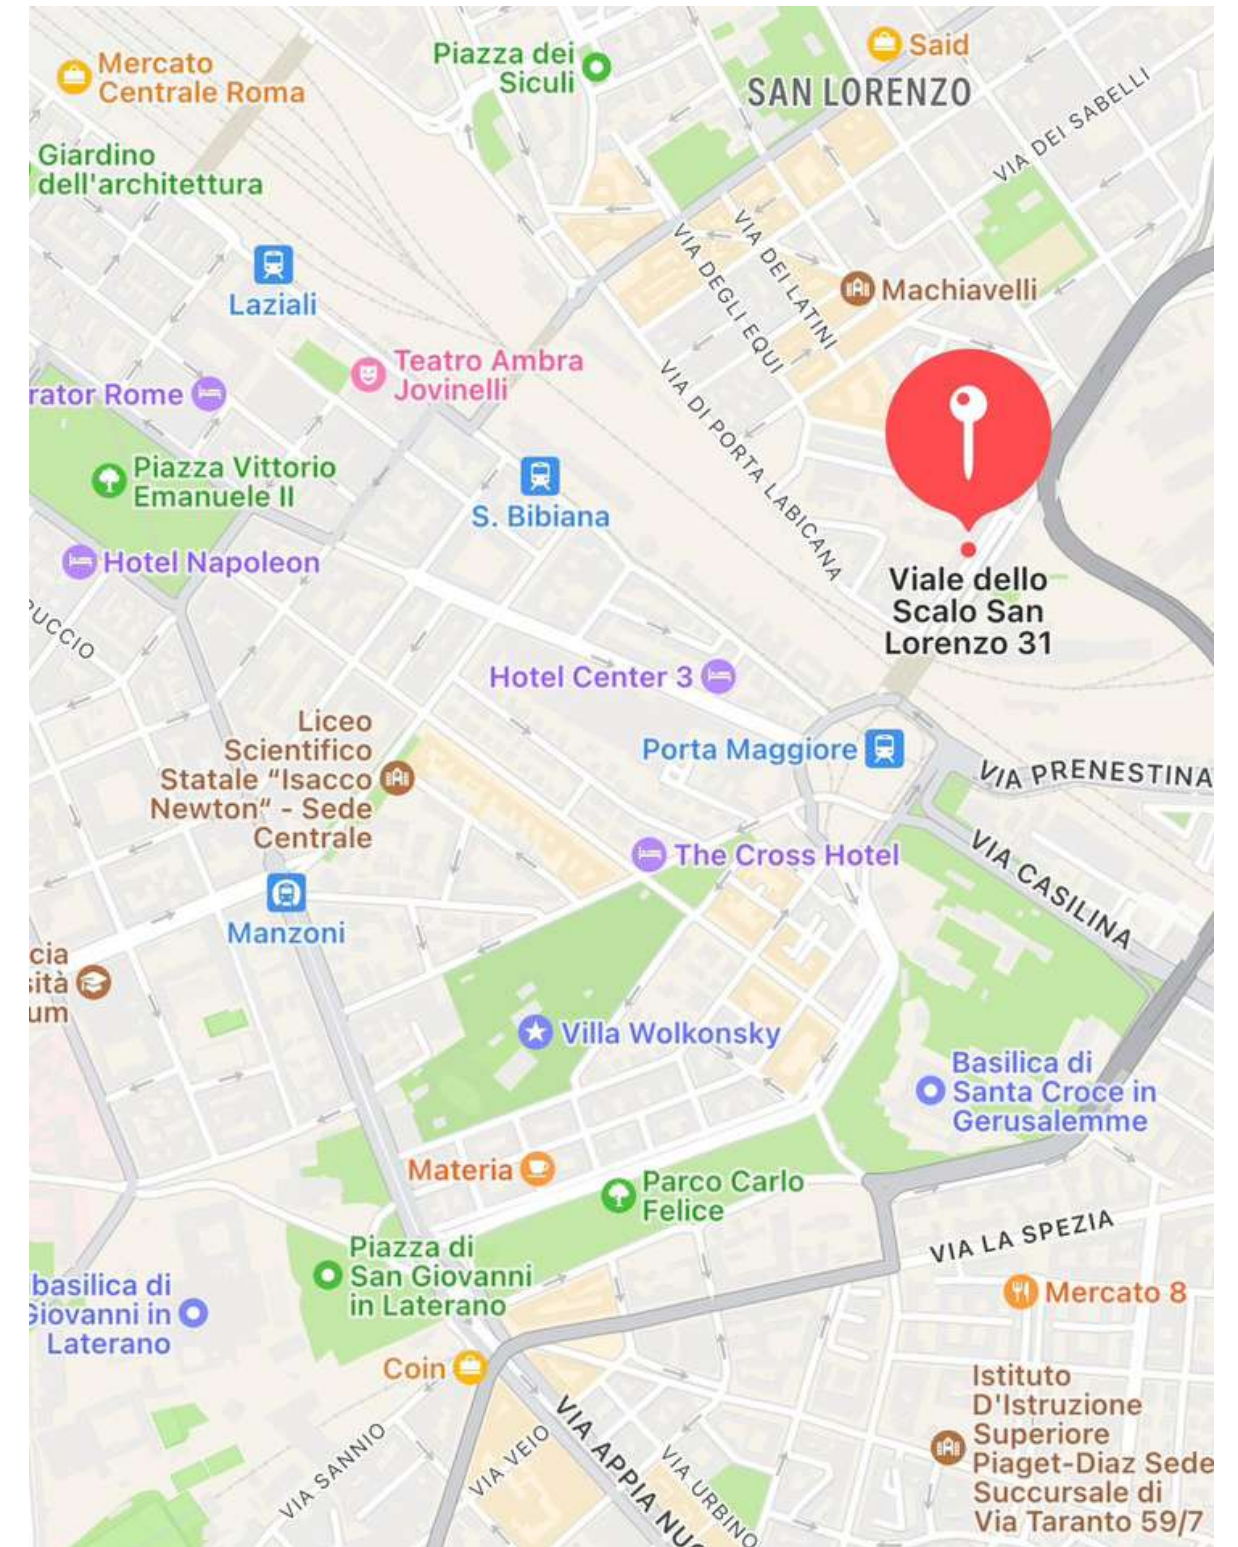 Mercato
Centrale Roma
Piazza dei
Siculi
Said
SAN LORENZO
VIA DEI SABELLI
Giardino
dell'architettura
VIA DEGLI EQUI
VIA DEI LATINI
Machiavelli
Laziali
Teatro Ambra
Jovinelli
rator Rome
VIA DI PORTA LABICANA
Piazza Vittorio
Emanuele II
S. Bibiana
Hotel Napoleon
Viale dello
Scalo San
Lorenzo 31
UCCIO
Hotel Center 3
Liceo
Scientifico
Statale “Isacco
Newton“ - Sede
Centrale
Porta Maggiore
VIA PRENESTINA
The Cross Hotel
VIA CASILINA
Manzoni
cia
ità
um
Villa Wolkonsky
Basilica di
Santa Croce in
Gerusalemme
Materia
Parco Carlo
Felice
VIA LA SPEZIA
Piazza di
San Giovanni
in Laterano
basilica di
Giovanni in
Laterano
Mercato 8
Coin
Istituto
D'Istruzione
Superiore
Piaget-Diaz Sede
Succursale di
Via Taranto 59/7
VIA SANNIO
VIA VEIO
VIA APPIA NUO
VIA URBINO